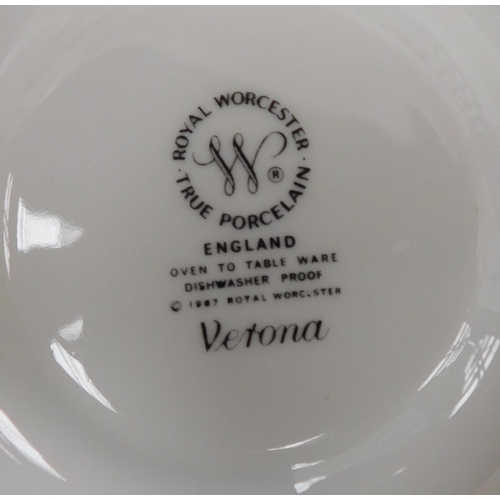 ROYAL WORCESTER
W ®
TRUE PORCELAIN
ENGLAND
OVEN TO TABLE WARE
DISHWASHER PROOF
© 1987 ROYAL WORCESTER
Verona